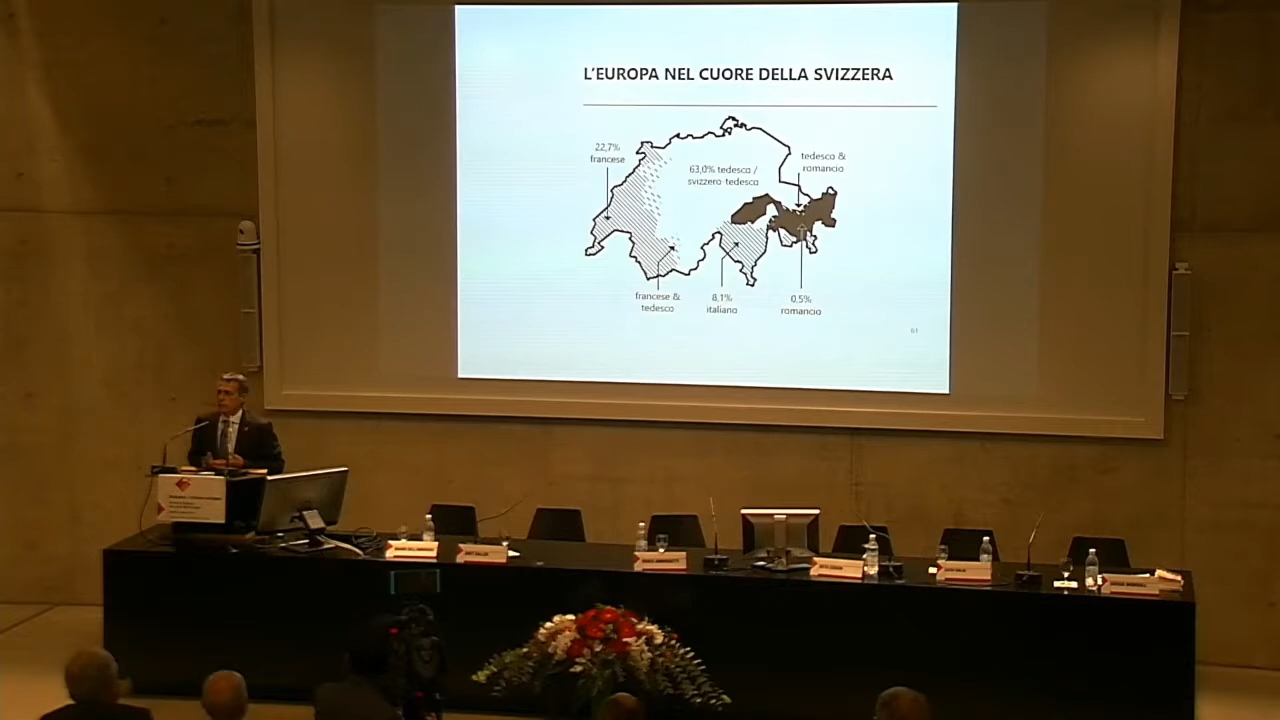 L'EUROPA NEL CUORE DELLA SVIZZERA
22,7%
francese
63,0% tedesco /
svizzero-tedesco
tedesco &
romancio
francese &
tedesco
8,1%
italiano
0,5%
romancio
61